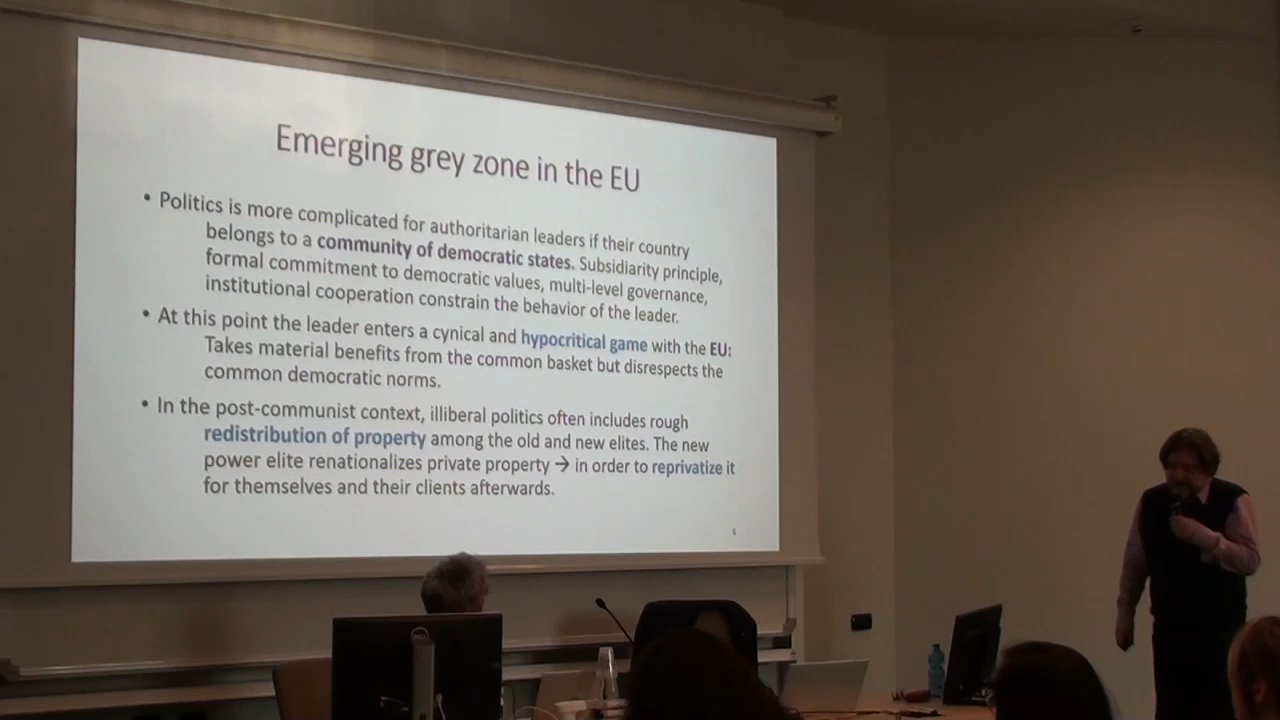 Emerging grey zone in the EU
• Politics is more complicated for authoritarian leaders if their country
belongs to a community of democratic states. Subsidiarity principle,
formal commitment to democratic values, multi-level governance,
institutional cooperation constrain the behavior of the leader.
• At this point the leader enters a cynical and hypocritical game with the EU:
Takes material benefits from the common basket but disrespects the
common democratic norms.
• In the post-communist context, illiberal politics often includes rough
redistribution of property among the old and new elites. The new
power elite renationalizes private property → in order to reprivatize it
for themselves and their clients afterwards.
6